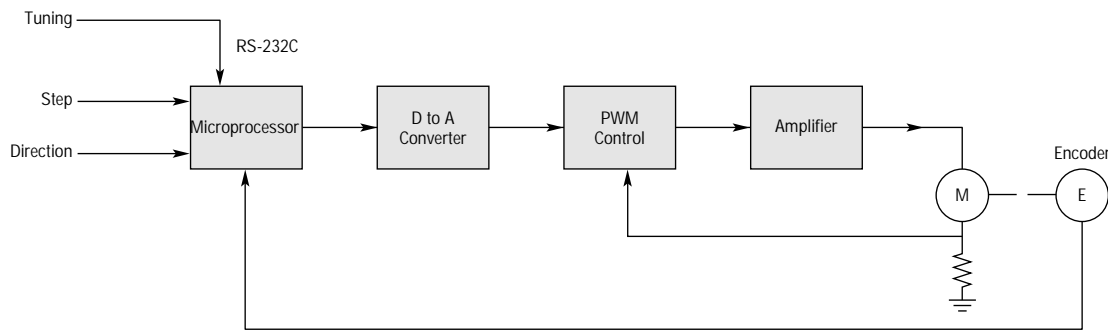 Tuning
RS-232C
Step
Direction
Microprocessor
D to A
Converter
PWM
Control
Amplifier
Encoder
M
E